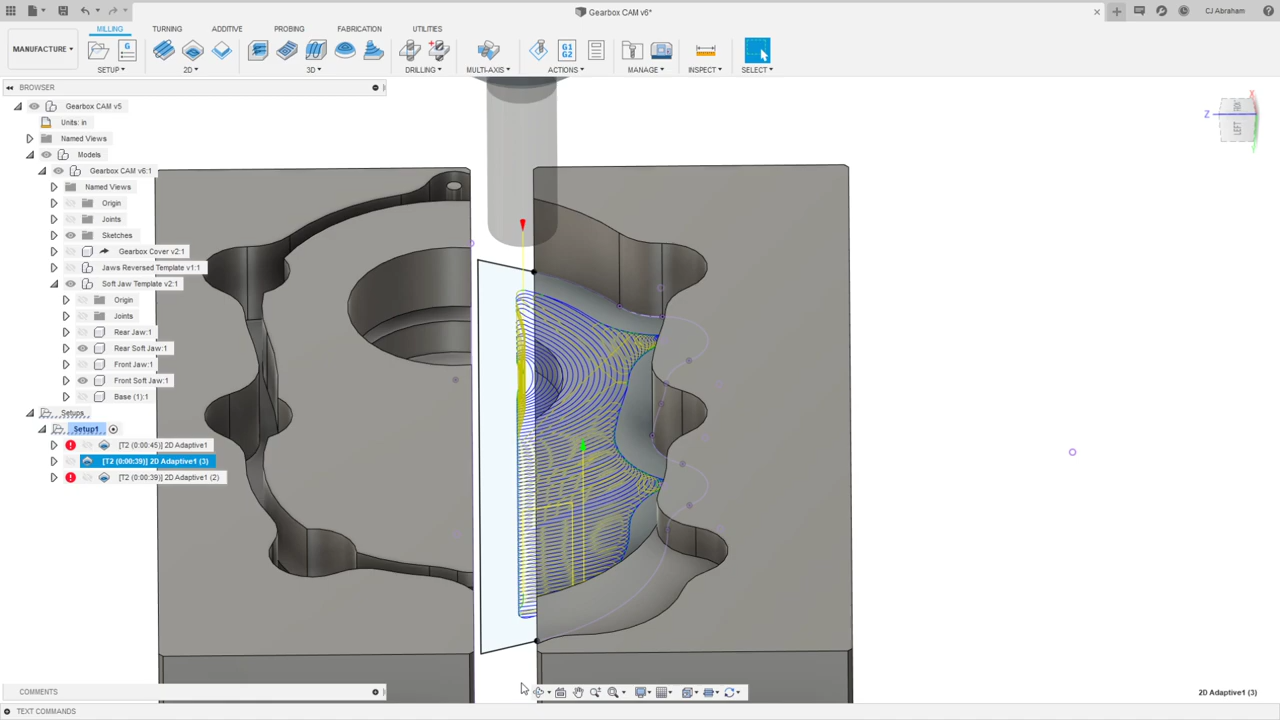 Gearbox CAM v6*
CJ Abraham
MANUFACTURE
MILLING TURNING ADDITIVE PROBING FABRICATION UTILITIES
G
G1
G2
SETUP 2D 3D DRILLING MULTI-AXIS ACTIONS MANAGE INSPECT SELECT
BROWSER
Gearbox CAM v5
Units: in
Named Views
Models
Gearbox CAM v6:1
Named Views
Origin
Joints
Sketches
Gearbox Cover v2:1
Jaws Reversed Template v1:1
Soft Jaw Template v2:1
Origin
Joints
Rear Jaw:1
Rear Soft Jaw:1
Front Jaw:1
Front Soft Jaw:1
Base (1):1
Setups
Setup1
[T2 (0:00:45)] 2D Adaptive1
[T2 (0:00:39)] 2D Adaptive1 (3)
[T2 (0:00:39)] 2D Adaptive1 (2)
X
Z
LEFT
COMMENTS
2D Adaptive1 (3)
TEXT COMMANDS